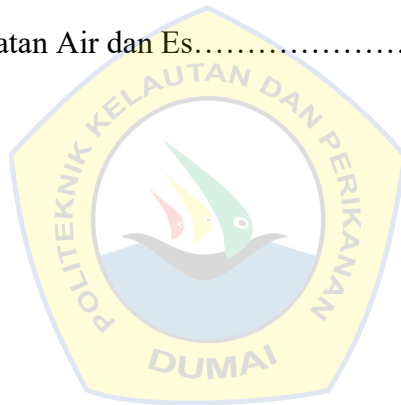 atan Air dan Es......................
POLITEKNIK KELAUTAN DAN PERIKANAN
DUMAI